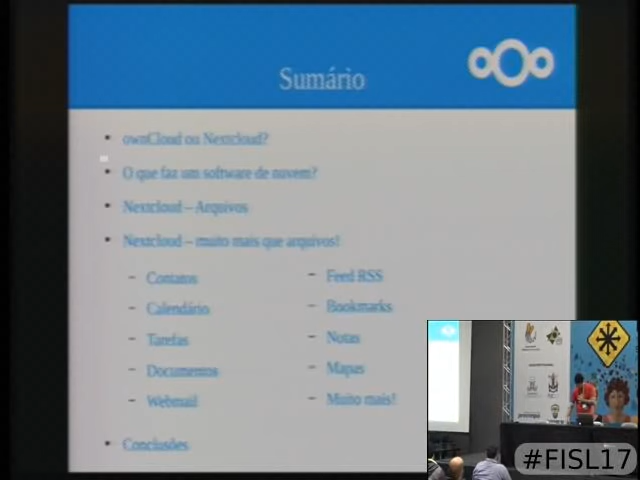 Sumário
ownCloud ou Nextcloud?
O que faz um software de nuvem?
Nextcloud – Arquivos
Nextcloud – muito mais que arquivos!
Contatos
Calendário
Tarefas
Documentos
Webmail
Feed RSS
Bookmarks
Notas
Mapas
Muito mais!
Conclusões
#FISL17